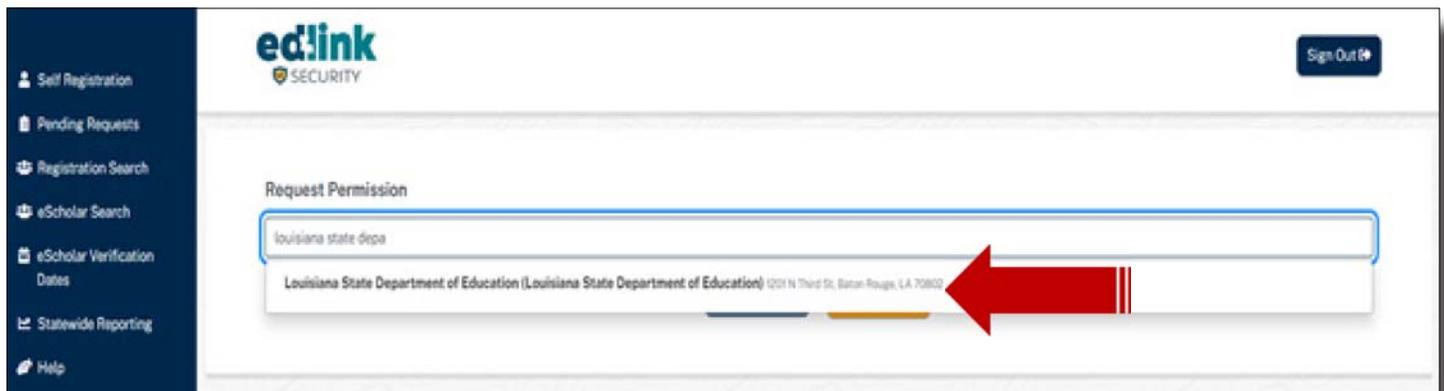 ed:link
SECURITY
Sign Out
Self Registration
Pending Requests
Registration Search
eScholar Search
eScholar Verification
Dates
Statewide Reporting
Help
Request Permission
louisiana state depa
Louisiana State Department of Education (Louisiana State Department of Education) 1201 N Third St, Baton Rouge, LA 70802